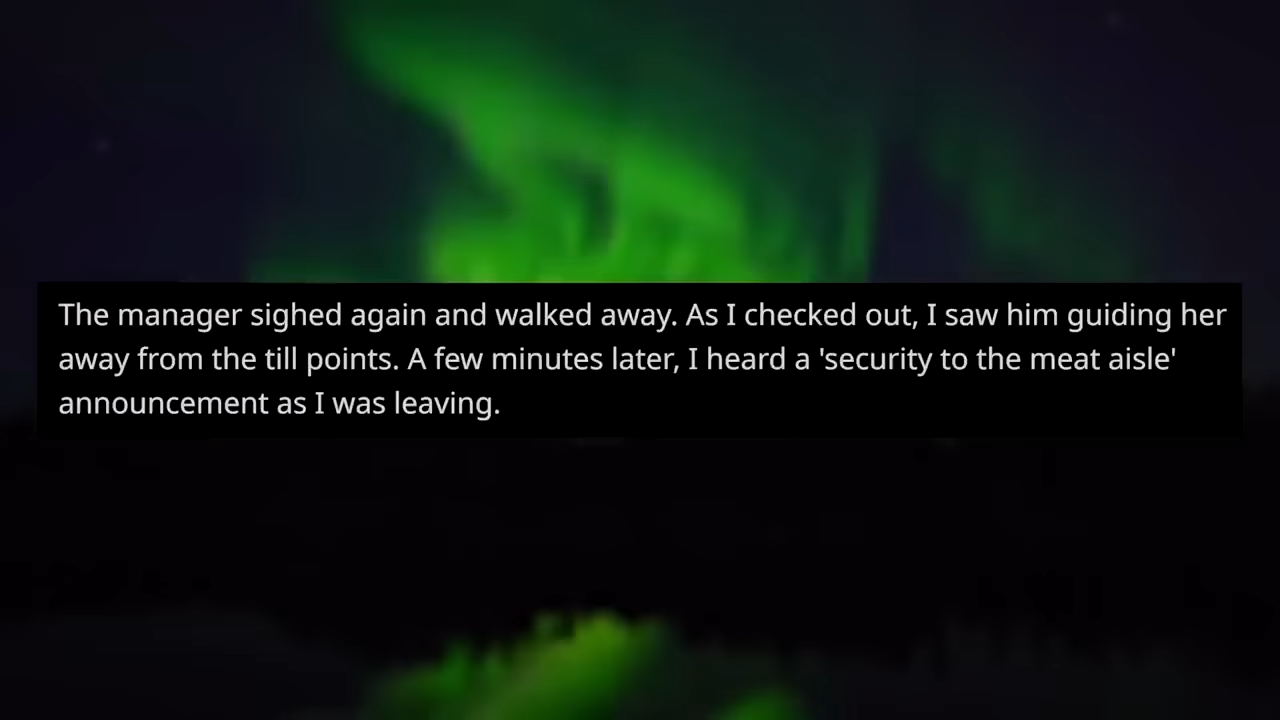 The manager sighed again and walked away. As I checked out, I saw him guiding her
away from the till points. A few minutes later, I heard a 'security to the meat aisle'
announcement as I was leaving.